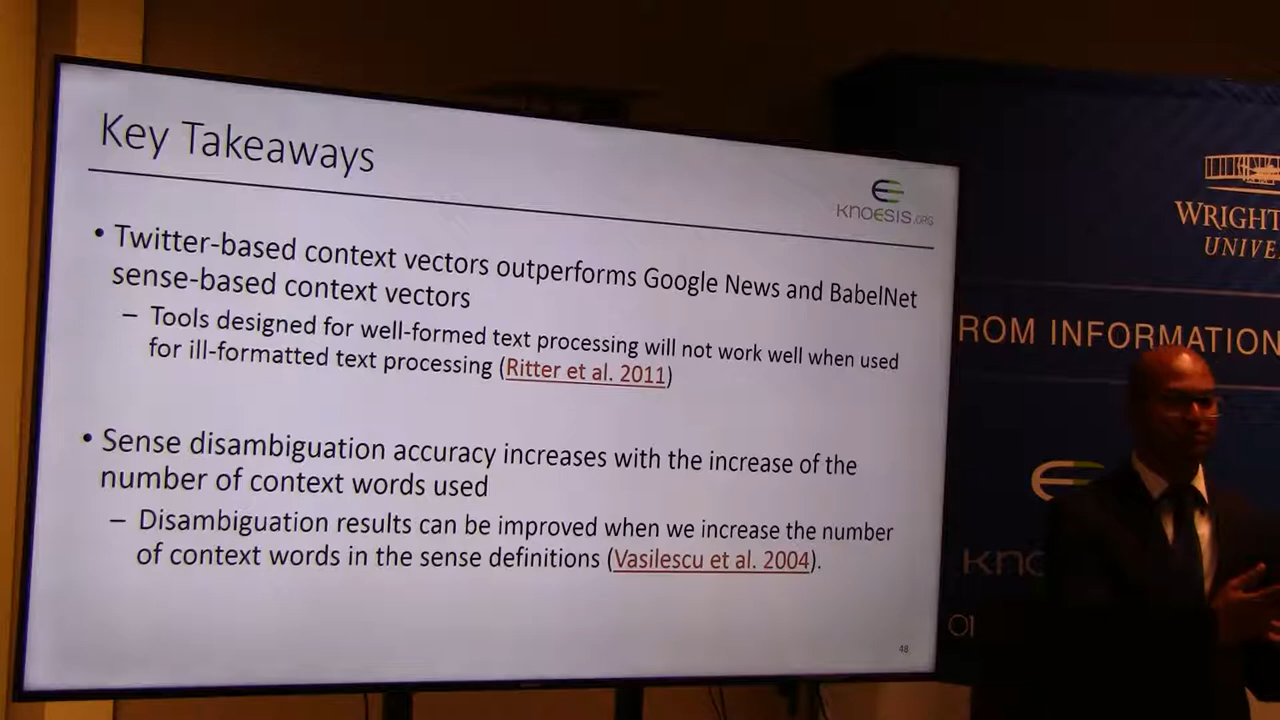 Key Takeaways
KNOESIS.ORG
• Twitter-based context vectors outperforms Google News and BabelNet
sense-based context vectors
– Tools designed for well-formed text processing will not work well when used
for ill-formatted text processing (Ritter et al. 2011)
• Sense disambiguation accuracy increases with the increase of the
number of context words used
– Disambiguation results can be improved when we increase the number
of context words in the sense definitions (Vasilescu et al. 2004).
48
WRIGHT
UNIVE
ROM INFORMATION
KNO